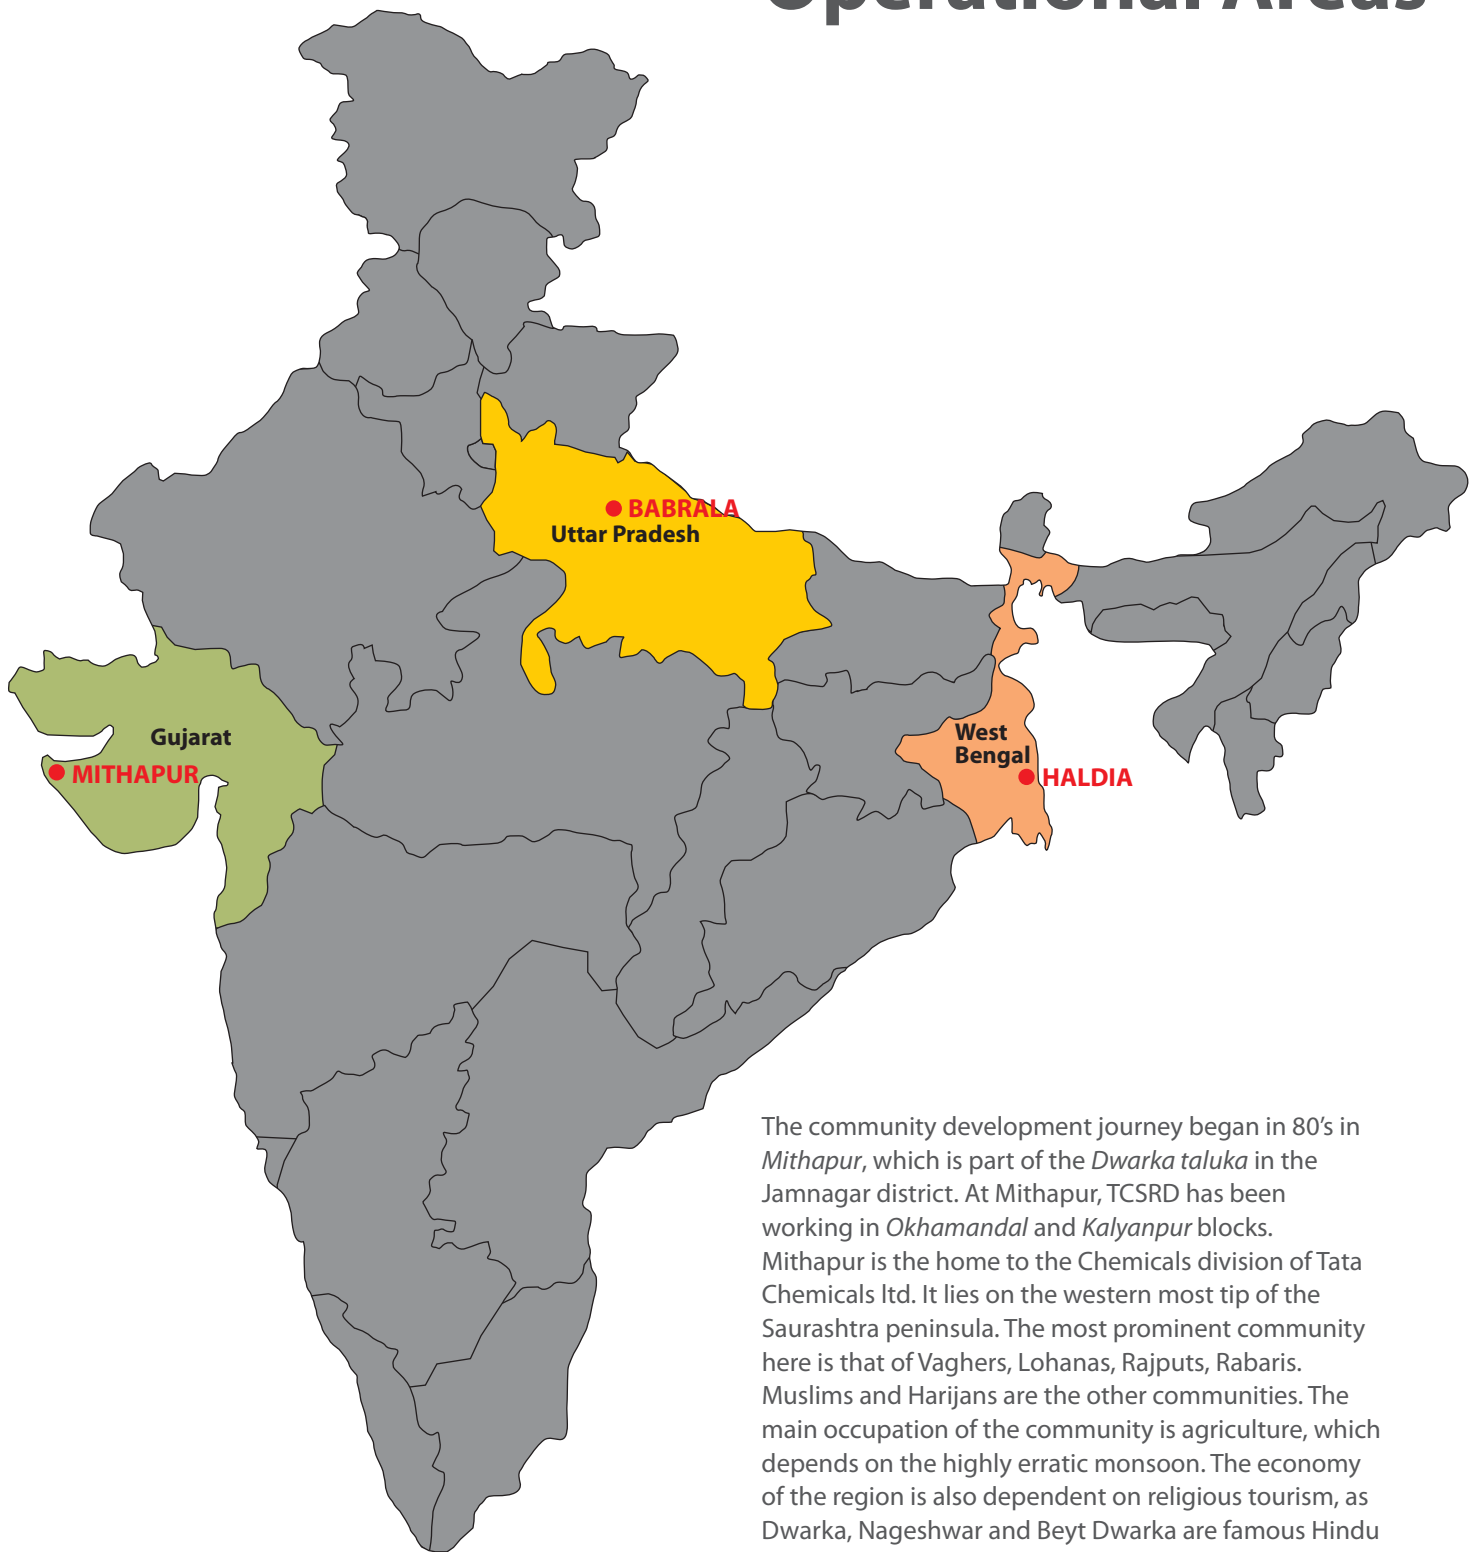 Operational Areas
BABRALA
Uttar Pradesh
Gujarat
MITHAPUR
West
Bengal
HALDIA
The community development journey began in 80's in
Mithapur, which is part of the Dwarka taluka in the
Jamnagar district. At Mithapur, TCSRD has been
working in Okhamandal and Kalyanpur blocks.
Mithapur is the home to the Chemicals division of Tata
Chemicals ltd. It lies on the western most tip of the
Saurashtra peninsula. The most prominent community
here is that of Vaghers, Lohanas, Rajputs, Rabaris.
Muslims and Harijans are the other communities. The
main occupation of the community is agriculture, which
depends on the highly erratic monsoon. The economy
of the region is also dependent on religious tourism, as
Dwarka, Nageshwar and Beyt Dwarka are famous Hindu